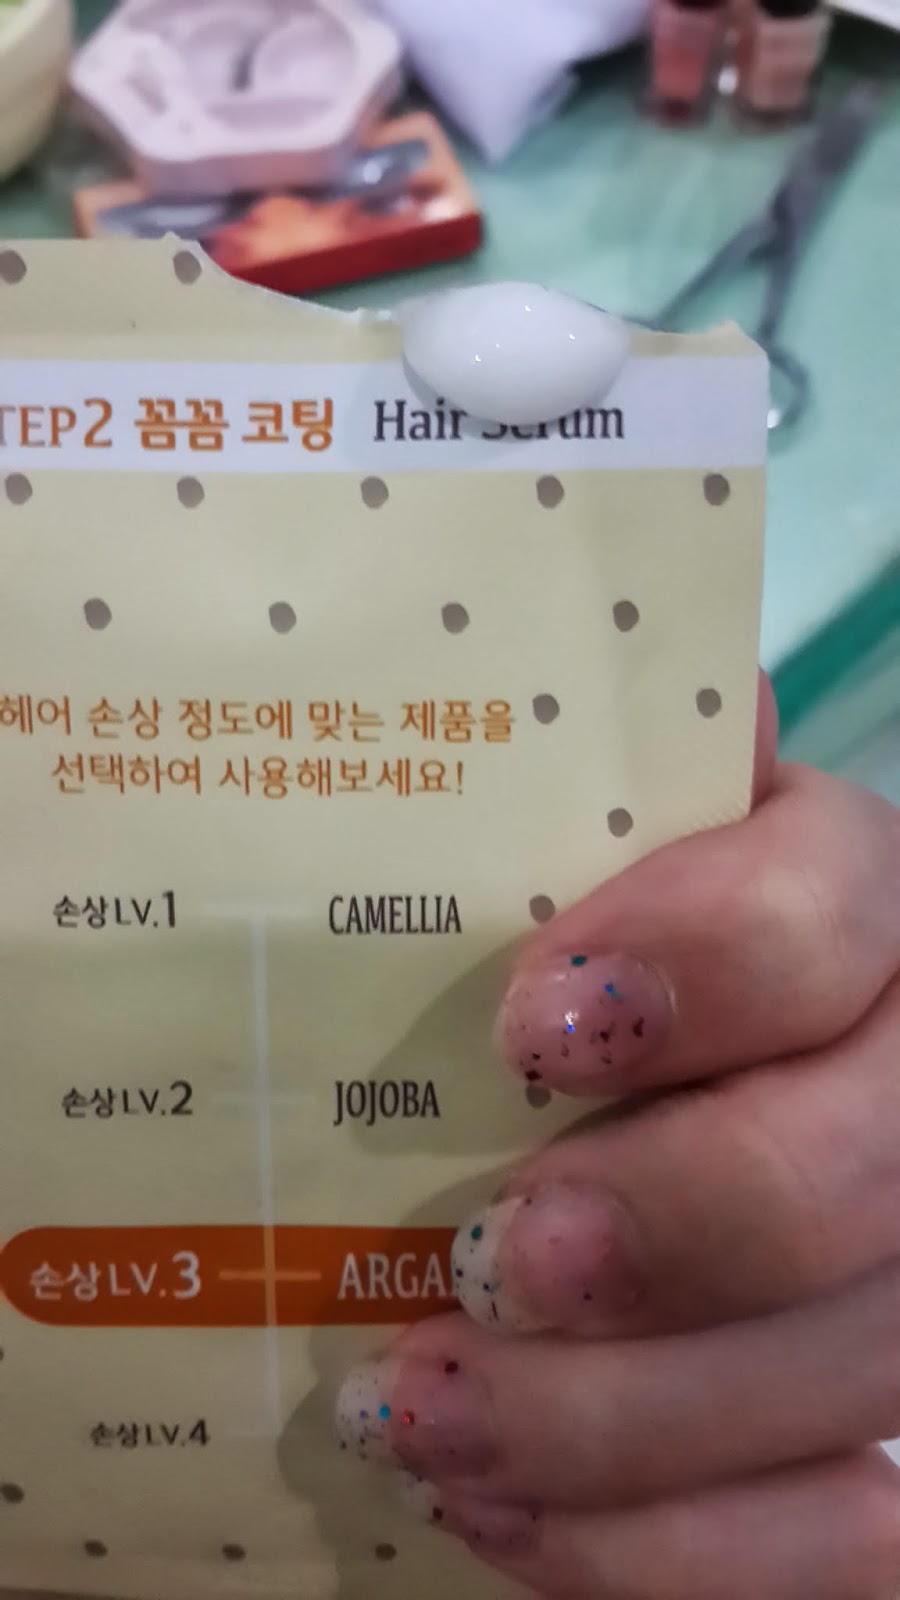 TEP2 꼼꼼 코팅 Hair Serum
헤어 손상 정도에 맞는 제품을
선택하여 사용해보세요!
손상LV.1 CAMELLIA
손상LV.2 JOJOBA
손상LV.3 ARGA
손상LV.4